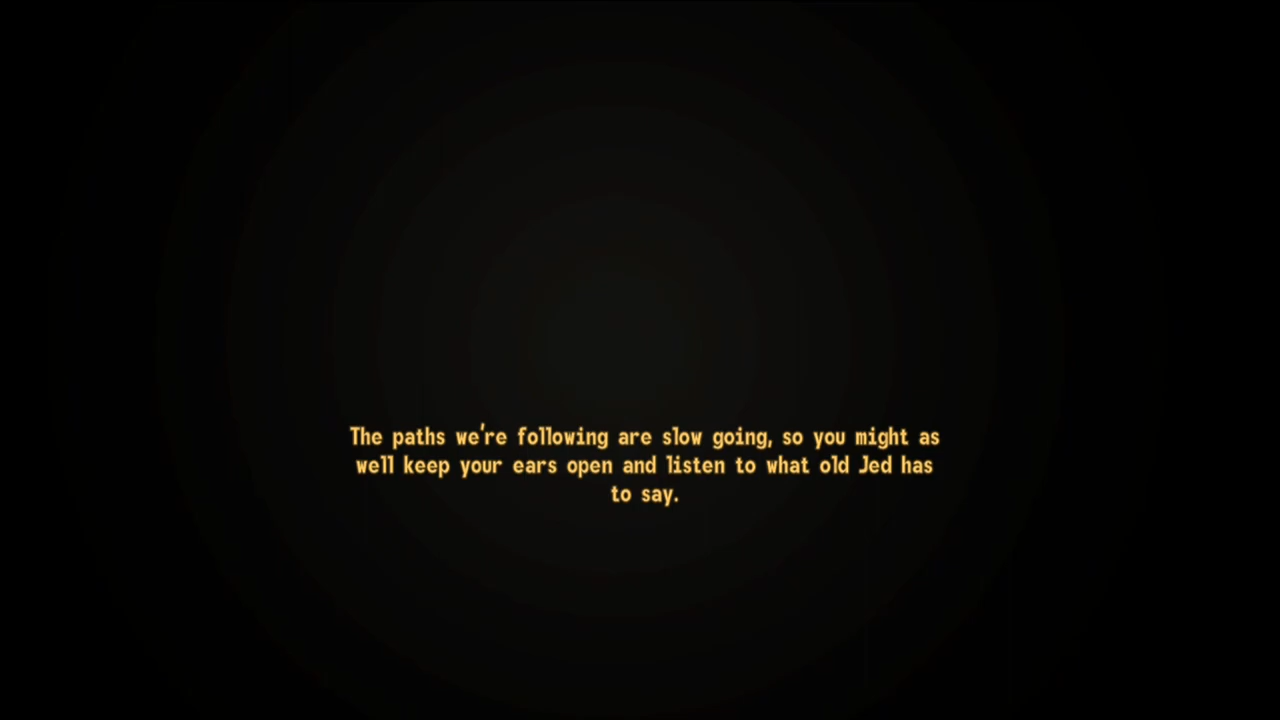 The paths we're following are slow going, so you might as
well keep your ears open and listen to what old Jed has
to say.